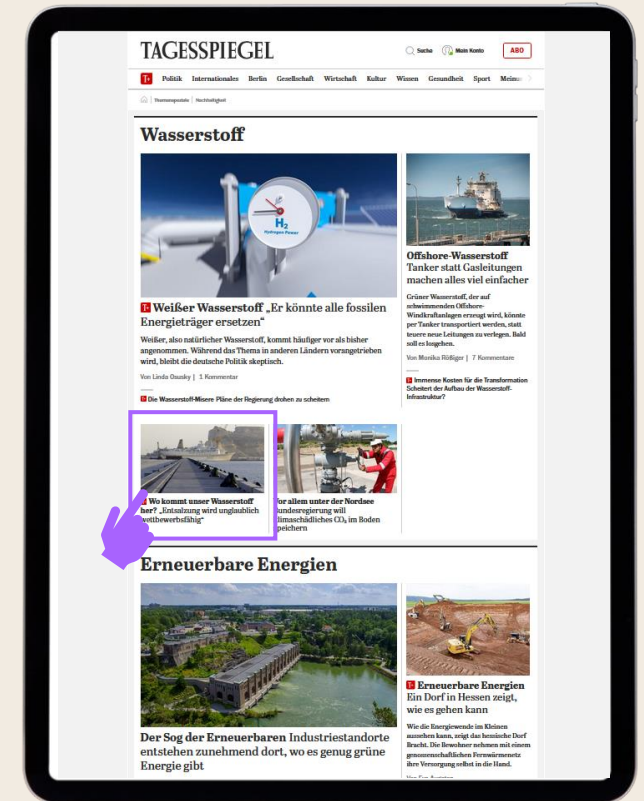 TAGESSPIEGEL
Suche
Mein Konto
ABO
T+ Politik Internationales Berlin Gesellschaft Wirtschaft Kultur Wissen Gesundheit Sport
Themenspezials | Nachhaltigkeit
Wasserstoff
H2
Hydrogen Power
T+ Weißer Wasserstoff „Er könnte alle fossilen
Energieträger ersetzen“
Weißer, also natürlicher Wasserstoff, kommt häufiger vor als bisher
angenommen. Während das Thema in anderen Ländern vorangetrieben
wird, bleibt die deutsche Politik skeptisch.
Von Linda Osusky | 1 Kommentar
T+ Die Wasserstoff-Misere Pläne der Regierung drohen zu scheitern
Offshore-Wasserstoff
Tanker statt Gasleitungen
machen alles viel einfacher
Grüner Wasserstoff, der auf
schwimmenden Offshore-
Windkraftanlagen erzeugt wird, könnte
per Tanker transportiert werden, statt
teuere neue Leitungen zu verlegen. Bald
soll es losgehen.
Von Monika Rößiger | 7 Kommentare
T+ Immense Kosten für die Transformation
Scheitert der Aufbau der Wasserstoff-
Infrastruktur?
Wo kommt unser Wasserstoff
her? „Entsalzung wird unglaublich
wettbewerbsfähig“
Vor allem unter der Nordsee
Bundesregierung will
klimaschädliches CO₂ im Boden
speichern
Erneuerbare Energien
Der Sog der Erneuerbaren Industriestandorte
entstehen zunehmend dort, wo es genug grüne
Energie gibt
T+ Erneuerbare Energien
Ein Dorf in Hessen zeigt,
wie es gehen kann
Wie die Energiewende im Kleinen
aussehen kann, zeigt das hessische Dorf
Bracht. Die Bewohner nehmen mit einem
genossenschaftlichen Fernwärmenetz
ihre Versorgung selbst in die Hand.